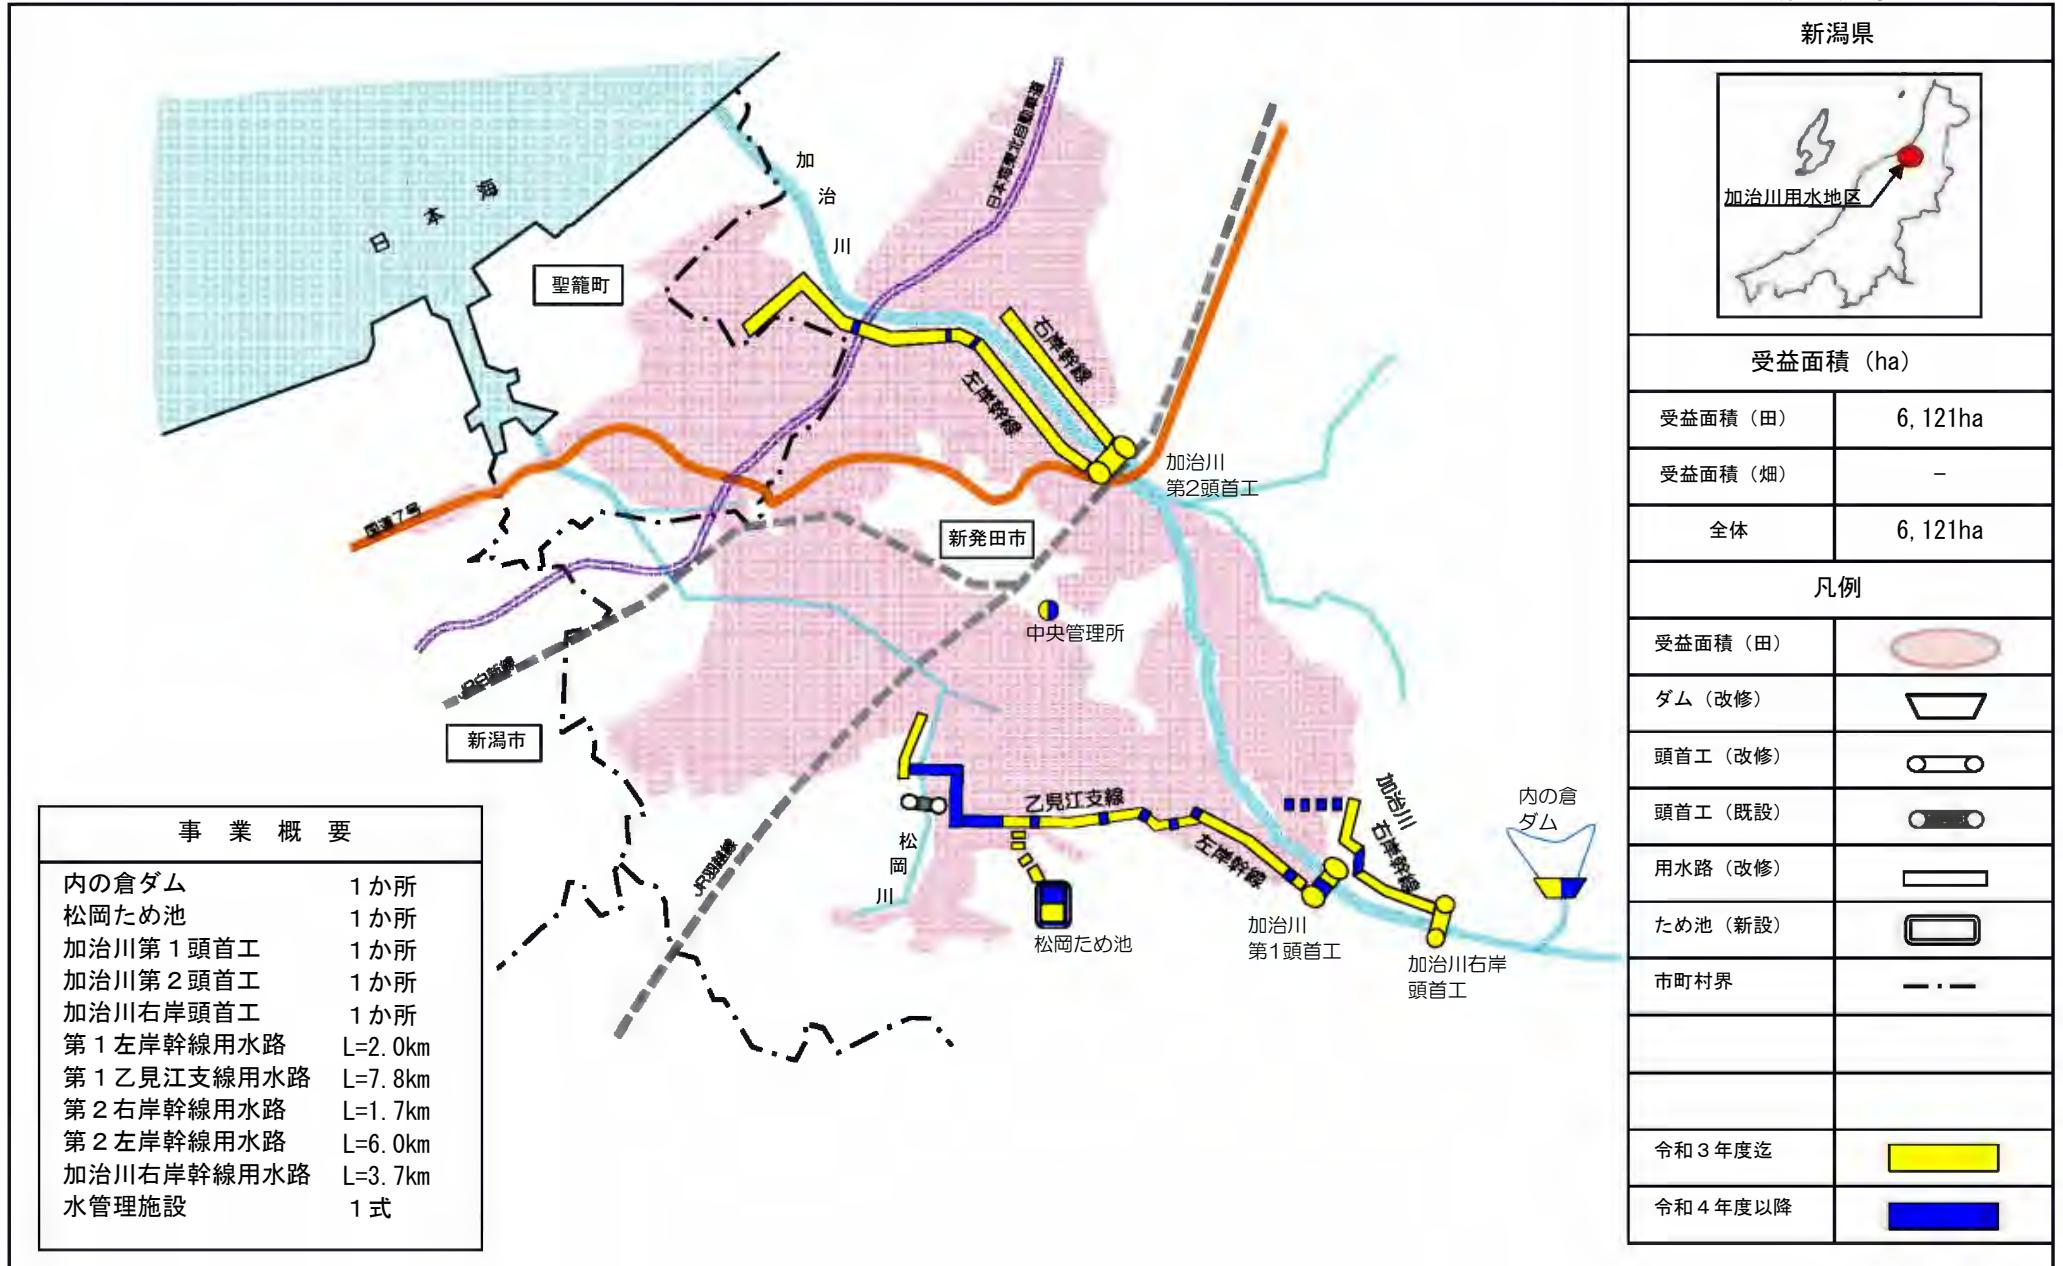 新潟県
加治川用水地区
受益面積（ha）
受益面積（田） 6,121ha
受益面積（畑） －
全体 6,121ha
凡例
受益面積（田）
ダム（改修）
頭首工（改修）
頭首工（既設）
用水路（改修）
ため池（新設）
市町村界
令和３年度迄
令和４年度以降
日本海
加治川
日本海東北自動車道
聖籠町
右岸幹線
左岸幹線
加治川
第2頭首工
国道７号
新発田市
中央管理所
JR白新線
新潟市
乙見江支線
加治川
右岸幹線
内の倉
ダム
松岡川
左岸幹線
JR羽越線
松岡ため池
加治川
第1頭首工
加治川右岸
頭首工
事業概要
内の倉ダム １か所
松岡ため池 １か所
加治川第１頭首工 １か所
加治川第２頭首工 １か所
加治川右岸頭首工 １か所
第１左岸幹線用水路 L=2.0km
第１乙見江支線用水路 L=7.8km
第２右岸幹線用水路 L=1.7km
第２左岸幹線用水路 L=6.0km
加治川右岸幹線用水路 L=3.7km
水管理施設 １式